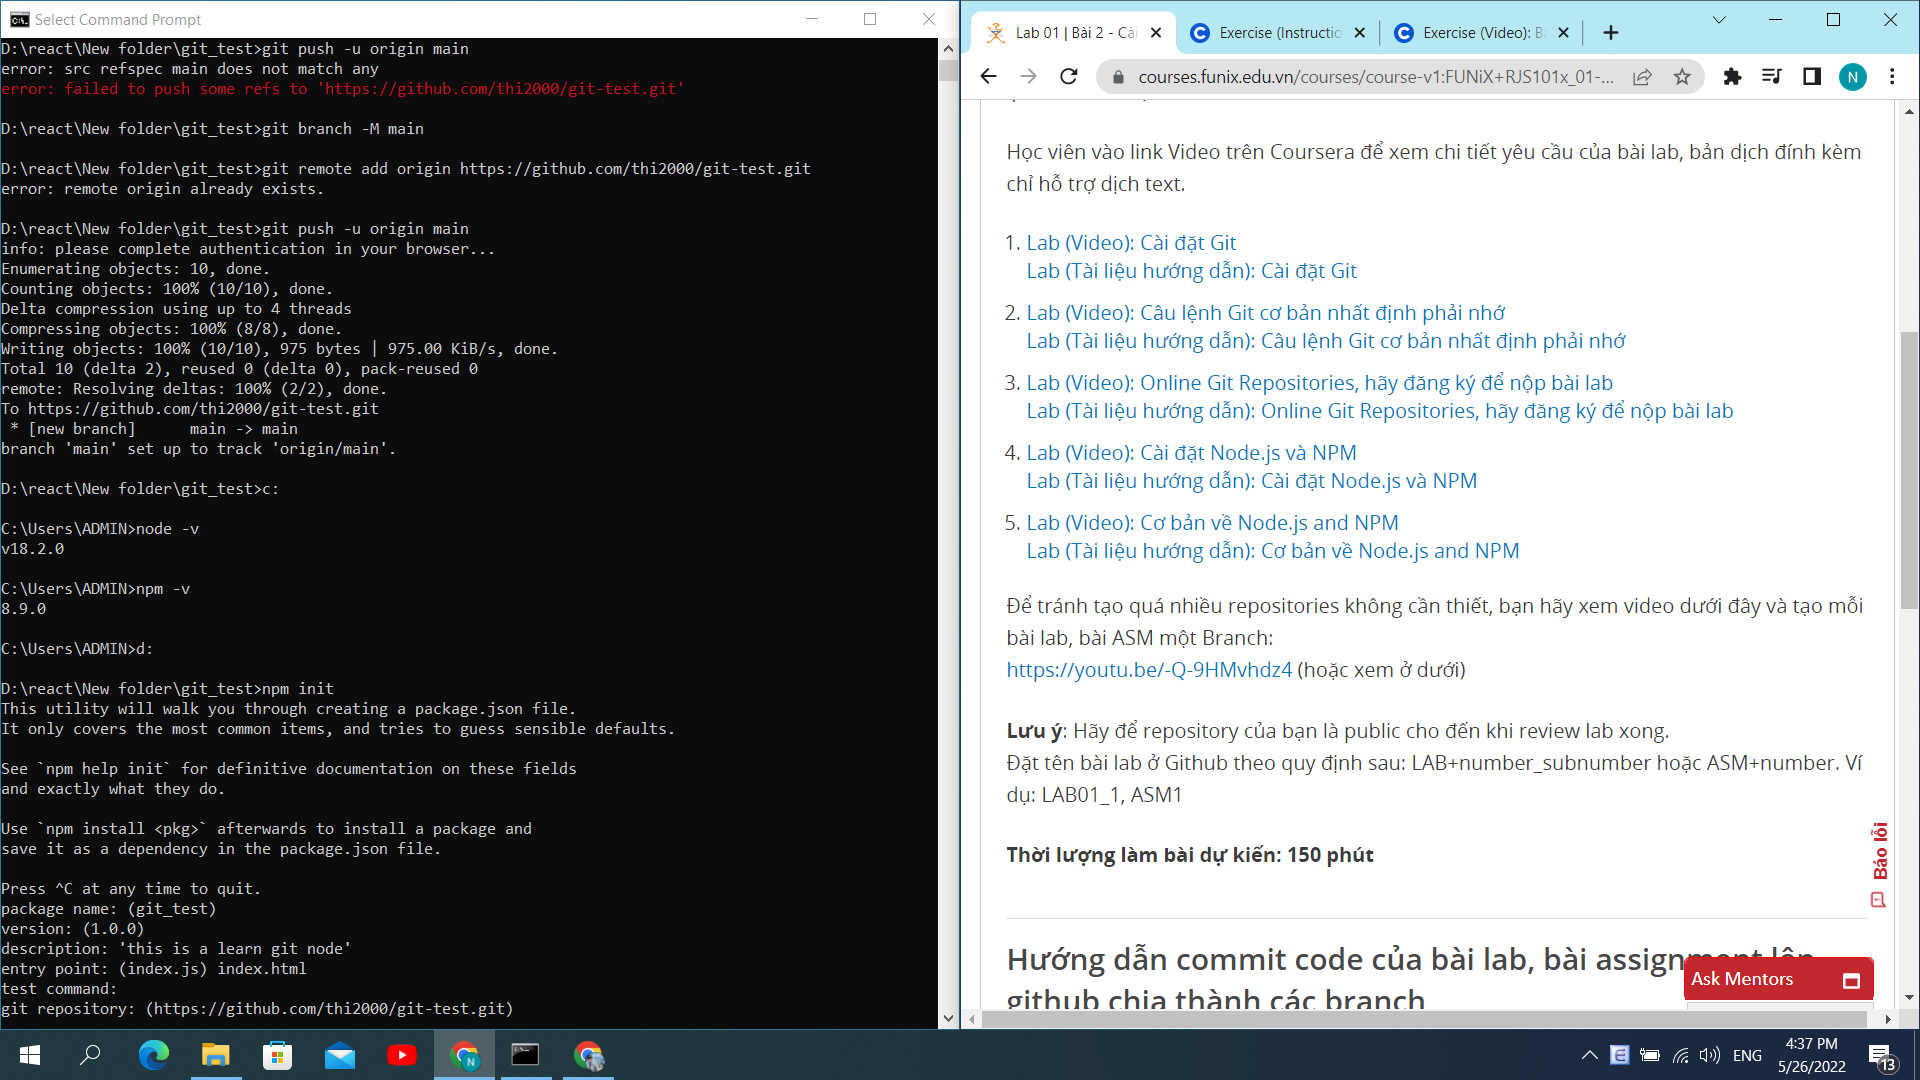 Select Command Prompt
D:\react\New folder\git_test>git push -u origin main
error: src refspec main does not match any
error: failed to push some refs to 'https://github.com/thi2000/git-test.git'
D:\react\New folder\git_test>git branch -M main
D:\react\New folder\git_test>git remote add origin https://github.com/thi2000/git-test.git
error: remote origin already exists.
D:\react\New folder\git_test>git push -u origin main
info: please complete authentication in your browser...
Enumerating objects: 10, done.
Counting objects: 100% (10/10), done.
Delta compression using up to 4 threads
Compressing objects: 100% (8/8), done.
Writing objects: 100% (10/10), 975 bytes | 975.00 KiB/s, done.
Total 10 (delta 2), reused 0 (delta 0), pack-reused 0
remote: Resolving deltas: 100% (2/2), done.
To https://github.com/thi2000/git-test.git
* [new branch]      main -> main
branch 'main' set up to track 'origin/main'.
D:\react\New folder\git_test>c:
C:\Users\ADMIN>node -v
v18.2.0
C:\Users\ADMIN>npm -v
8.9.0
C:\Users\ADMIN>d:
D:\react\New folder\git_test>npm init
This utility will walk you through creating a package.json file.
It only covers the most common items, and tries to guess sensible defaults.
See `npm help init` for definitive documentation on these fields
and exactly what they do.
Use `npm install <pkg>` afterwards to install a package and
save it as a dependency in the package.json file.
Press ^C at any time to quit.
package name: (git_test)
version: (1.0.0)
description: 'this is a learn git node'
entry point: (index.js) index.html
test command:
git repository: (https://github.com/thi2000/git-test.git)
Lab 01 | Bài 2 - Cài
Exercise (Instructio
Exercise (Video): Ba
courses.funix.edu.vn/courses/course-v1:FUNiX+RJS101x_01-...
N
Học viên vào link Video trên Coursera để xem chi tiết yêu cầu của bài lab, bản dịch đính kèm
chỉ hỗ trợ dịch text.
1. Lab (Video): Cài đặt Git
Lab (Tài liệu hướng dẫn): Cài đặt Git
2. Lab (Video): Câu lệnh Git cơ bản nhất định phải nhớ
Lab (Tài liệu hướng dẫn): Câu lệnh Git cơ bản nhất định phải nhớ
3. Lab (Video): Online Git Repositories, hãy đăng ký để nộp bài lab
Lab (Tài liệu hướng dẫn): Online Git Repositories, hãy đăng ký để nộp bài lab
4. Lab (Video): Cài đặt Node.js và NPM
Lab (Tài liệu hướng dẫn): Cài đặt Node.js và NPM
5. Lab (Video): Cơ bản về Node.js and NPM
Lab (Tài liệu hướng dẫn): Cơ bản về Node.js and NPM
Để tránh tạo quá nhiều repositories không cần thiết, bạn hãy xem video dưới đây và tạo mỗi
bài lab, bài ASM một Branch:
https://youtu.be/-Q-9HMvhdz4 (hoặc xem ở dưới)
Lưu ý: Hãy để repository của bạn là public cho đến khi review lab xong.
Đặt tên bài lab ở Github theo quy định sau: LAB+number_subnumber hoặc ASM+number. Ví
dụ: LAB01_1, ASM1
Thời lượng làm bài dự kiến: 150 phút
Báo lỗi
Hướng dẫn commit code của bài lab, bài assignment lên
github chia thành các branch
Ask Mentors
ENG
4:37 PM
5/26/2022
13